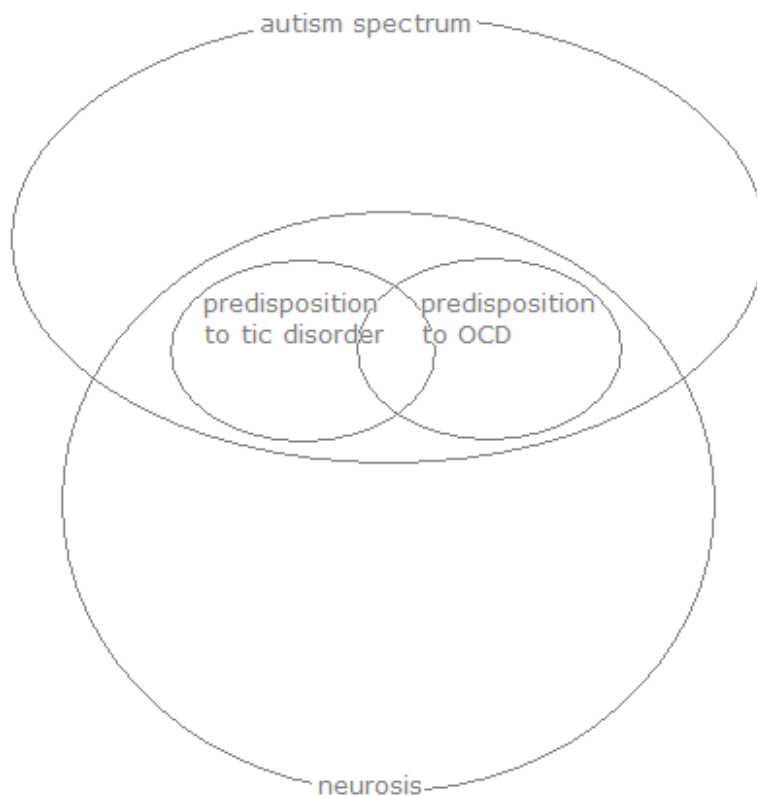 autism spectrum
predisposition
to tic disorder
predisposition
to OCD
neurosis